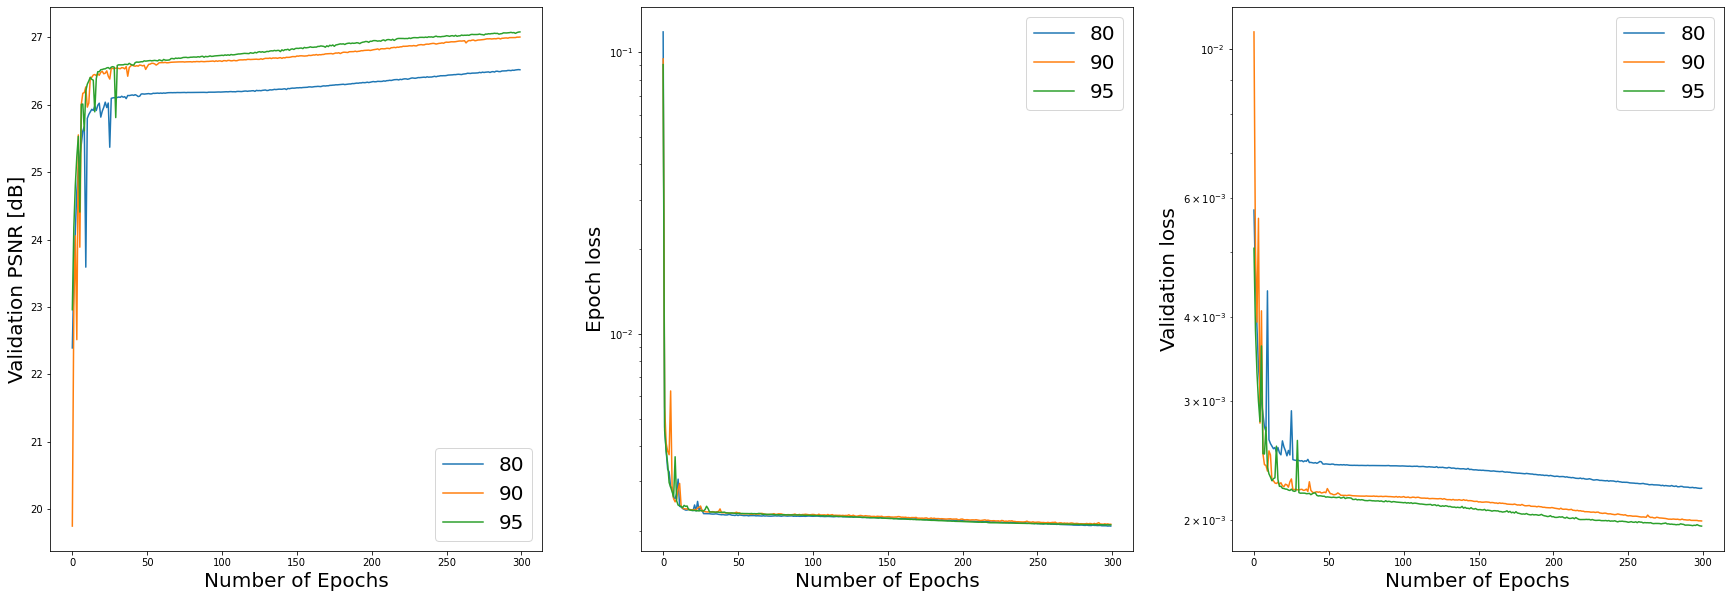 Validation PSNR [dB]
27
26
25
24
23
22
21
20
0 50 100 150 200 250 300
Number of Epochs
80
90
95
Epoch loss
10⁻¹
10⁻²
0 50 100 150 200 250 300
Number of Epochs
80
90
95
Validation loss
10⁻²
6 × 10⁻³
4 × 10⁻³
3 × 10⁻³
2 × 10⁻³
0 50 100 150 200 250 300
Number of Epochs
80
90
95